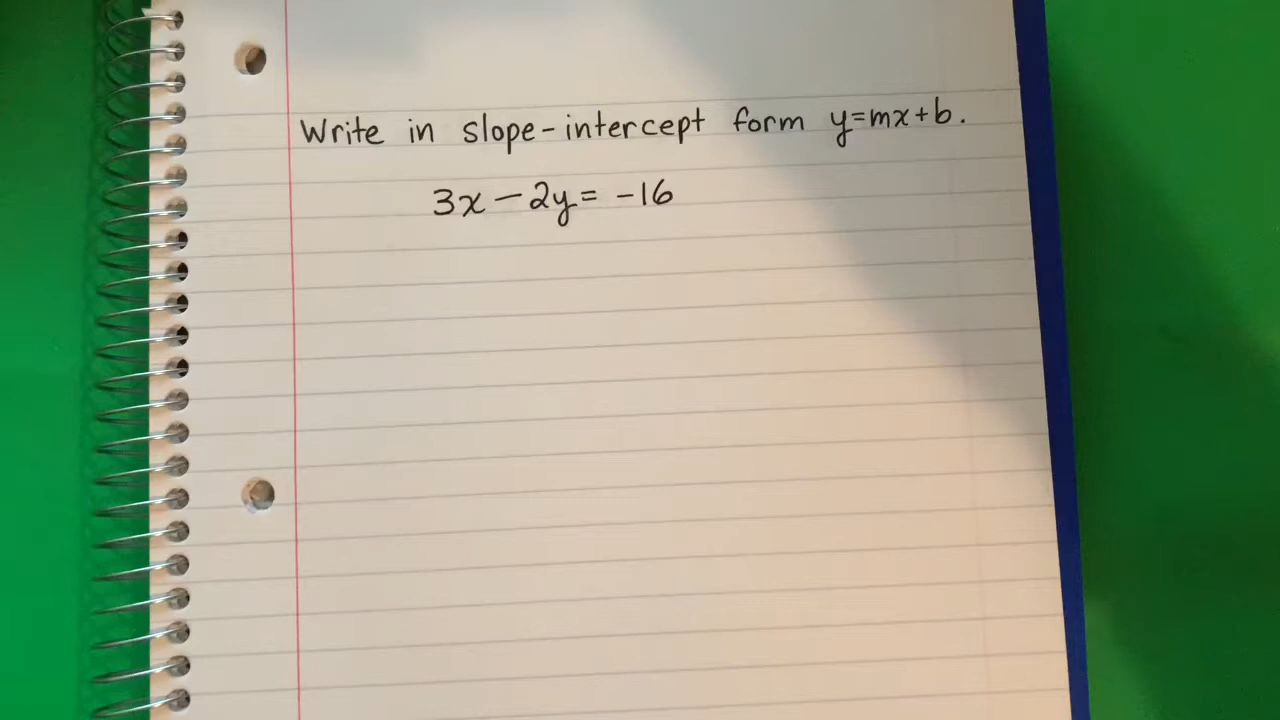 Write in slope-intercept form y=mx+b.
3x-2y= -16